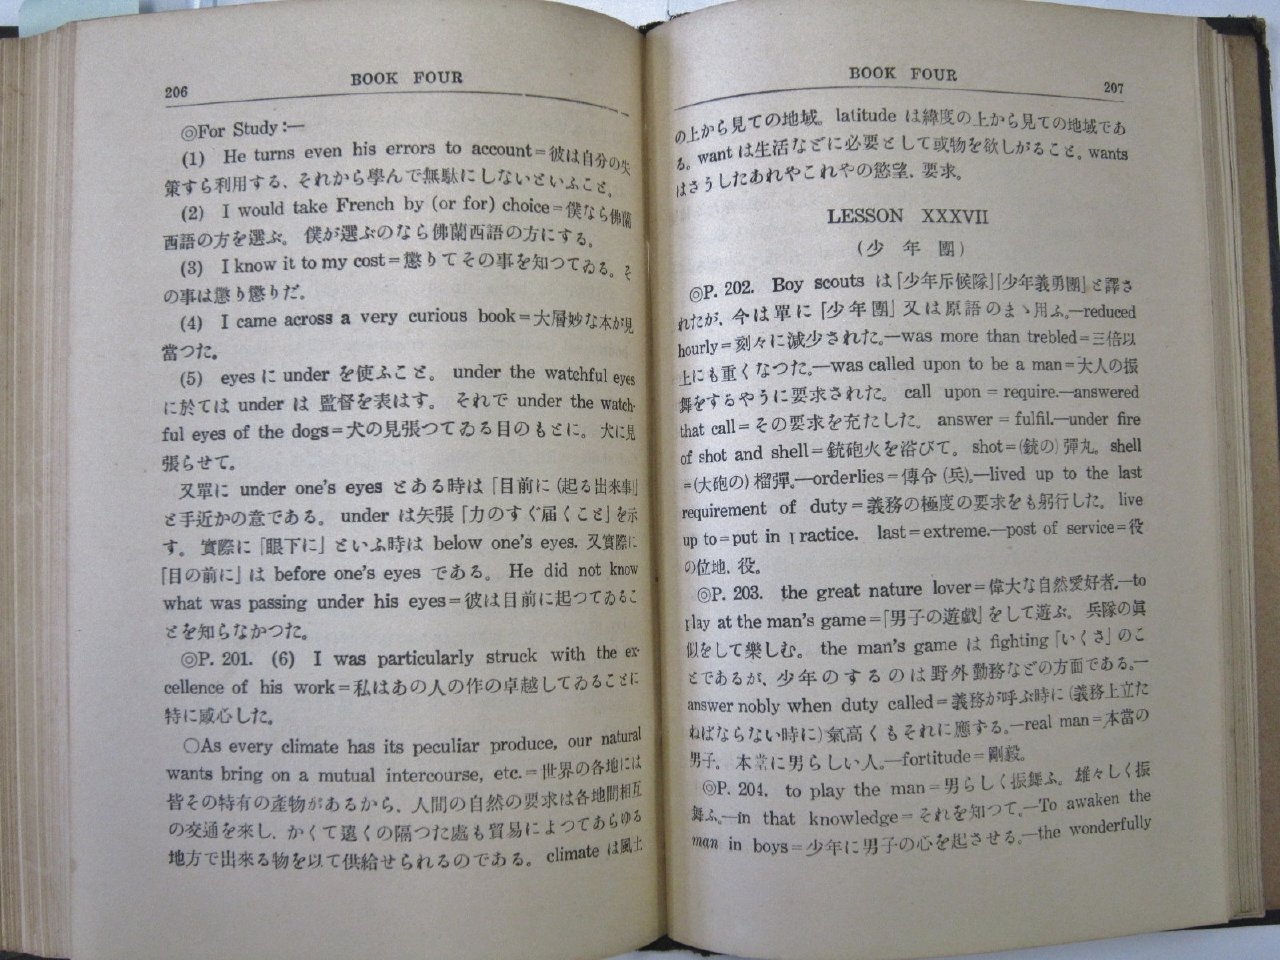 206
BOOK FOUR
◎For Study:—
(1) He turns even his errors to account=彼は自分の失
策すら利用する、それから學んで無駄にしないといふこと。
(2) I would take French by (or for) choice=僕なら佛蘭
西語の方を選ぶ。 僕が選ぶのなら佛蘭西語の方にする。
(3) I know it to my cost=懲りてその事を知つてゐる。そ
の事は懲り懲りだ。
(4) I came across a very curious book=大層妙な本が見
當つた。
(5) eyes に under を使ふこと。 under the watchful eyes
に於ては under は 監督を表はす。 それで under the watch-
ful eyes of the dogs=犬の見張つてゐる目のもとに。 犬に見
張らせて。
又單に under one's eyes とある時は「目前に (起る出來事)」
と手近かの意である。 under は矢張「力のすぐ届くこと」を示
す。 實際に「眼下に」といふ時は below one's eyes. 又實際に
「目の前に」は before one's eyes である。 He did not know
what was passing under his eyes=彼は目前に起つてゐるこ
とを知らなかつた。
◎P. 201. (6) I was particularly struck with the ex-
cellence of his work=私はあの人の作の卓越してゐることに
特に感心した。
○As every climate has its peculiar produce, our natural
wants bring on a mutual intercourse, etc.=世界の各地には
皆その特有の產物があるから、人間の自然の要求は各地間相互
の交通を來し、かくて遠くの隔つた處も貿易によつてあらゆる
地方で出來る物を以て供給せられるのである。 climate は風土
BOOK FOUR
207
の上から見ての地域。 latitude は緯度の上から見ての地域であ
る。want は生活などに必要として或物を欲しがること。wants
はさうしたあれやこれやの慾望、要求。
LESSON XXXVII
(少年團)
◎P. 202. Boy scouts は「少年斥候隊」「少年義勇團」と譯さ
れたが、今は單に「少年團」又は原語のまゝ用ふ。—reduced
hourly=刻々に減少された。—was more than trebled=三倍以
上にも重くなつた。—was called upon to be a man=大人の振
舞をするやうに要求された。 call upon=require.—answered
that call=その要求を充たした。 answer=fulfil.—under fire
of shot and shell=銃砲火を浴びて。 shot=(銃の) 彈丸。 shell
=(大砲の) 榴彈。—orderlies=傳令 (兵)。—lived up to the last
requirement of duty=義務の極度の要求をも躬行した。 live
up to=put in practice. last=extreme.—post of service=役
の位地、役。
◎P. 203. the great nature lover=偉大な自然愛好者.—to
play at the man's game=「男子の遊戲」をして遊ぶ。 兵隊の眞
似をして樂しむ。 the man's game は fighting「いくさ」のこ
とであるが、少年のするのは野外勤務などの方面である。—
answer nobly when duty called=義務が呼ぶ時に (義務上立た
ねばならない時に) 氣高くもそれに應ずる。—real man=本當の
男子。 本當に男らしい人。—fortitude=剛毅。
◎P. 204. to play the man=男らしく振舞ふ。 雄々しく振
舞ふ。—in that knowledge=それを知つて。—To awaken the
man in boys=少年に男子の心を起させる。—the wonderfully